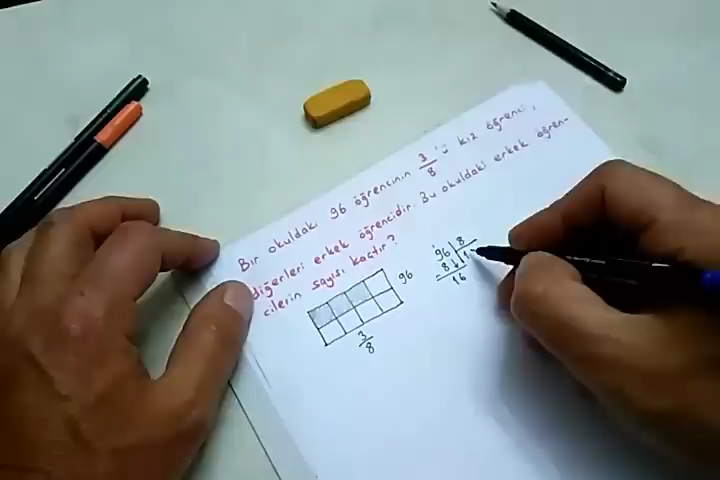 Bir okuldaki 96 öğrencinin 3/8 'ü kız öğrenci,
diğerleri erkek öğrencidir. Bu okuldaki erkek öğren-
cilerin sayısı kaçtır?
96
3/8
96 8
- 8 1
16